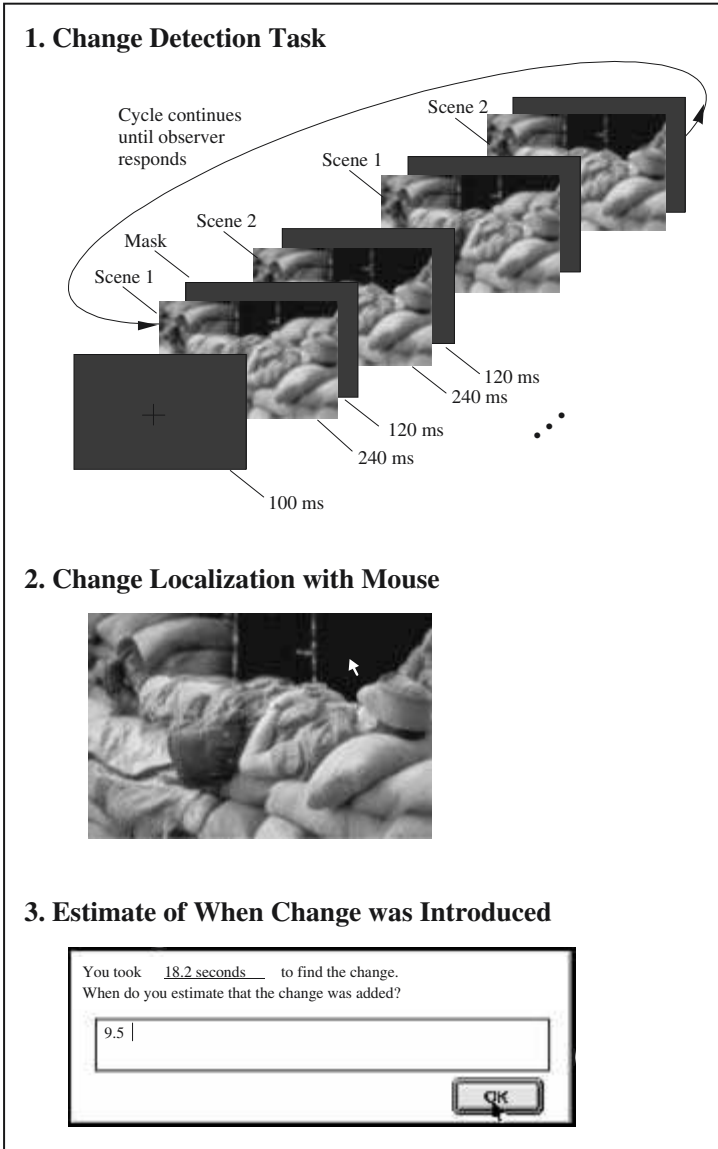 1. Change Detection Task
Cycle continues
until observer
responds
Scene 2
Scene 1
Scene 2
Mask
Scene 1
120 ms
240 ms
120 ms
240 ms
100 ms
2. Change Localization with Mouse
3. Estimate of When Change was Introduced
You took 18.2 seconds to find the change.
When do you estimate that the change was added?
9.5
OK